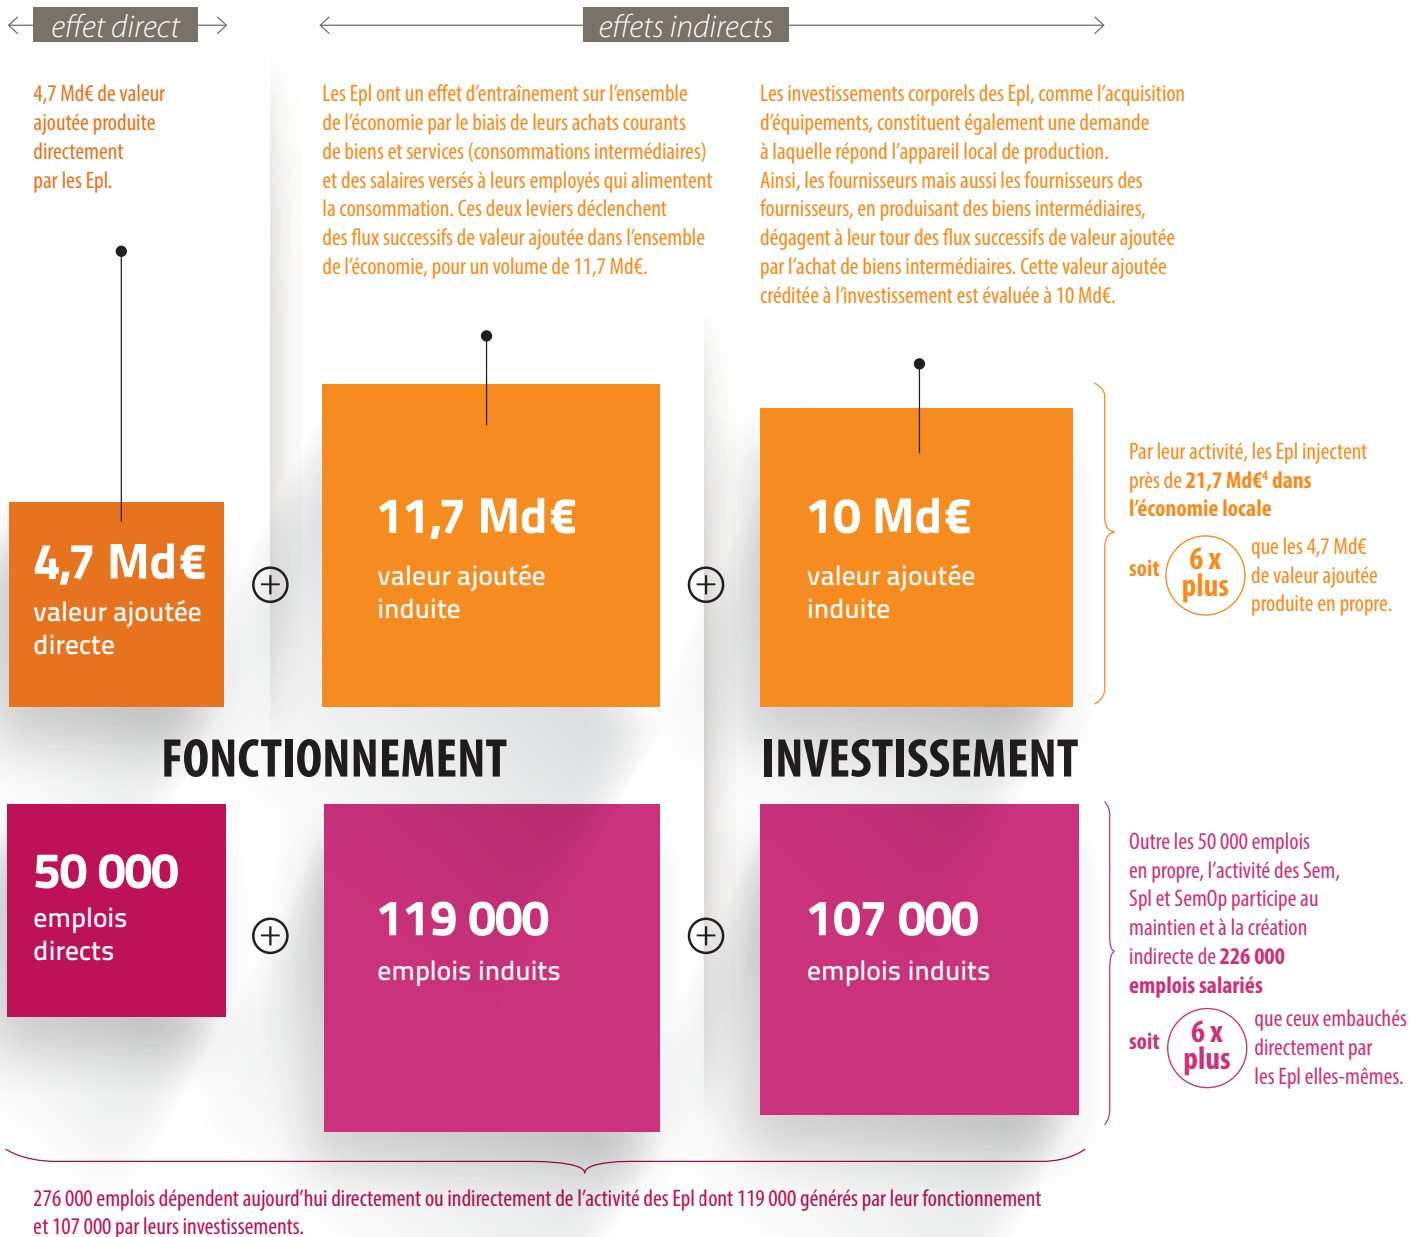 effet direct
effets indirects
4,7 Md€ de valeur
ajoutée produite
directement
par les Epl.
Les Epl ont un effet d’entraînement sur l’ensemble
de l’économie par le biais de leurs achats courants
de biens et services (consommations intermédiaires)
et des salaires versés à leurs employés qui alimentent
la consommation. Ces deux leviers déclenchent
des flux successifs de valeur ajoutée dans l’ensemble
de l’économie, pour un volume de 11,7 Md€.
Les investissements corporels des Epl, comme l’acquisition
d’équipements, constituent également une demande
à laquelle répond l’appareil local de production.
Ainsi, les fournisseurs mais aussi les fournisseurs des
fournisseurs, en produisant des biens intermédiaires,
dégagent à leur tour des flux successifs de valeur ajoutée
par l’achat de biens intermédiaires. Cette valeur ajoutée
créditée à l’investissement est évaluée à 10 Md€.
4,7 Md€
valeur ajoutée
directe
+
11,7 Md€
valeur ajoutée
induite
+
10 Md€
valeur ajoutée
induite
Par leur activité, les Epl injectent
près de 21,7 Md€⁴ dans
l’économie locale
soit
6 x
plus
que les 4,7 Md€
de valeur ajoutée
produite en propre.
FONCTIONNEMENT
INVESTISSEMENT
50 000
emplois
directs
+
119 000
emplois induits
+
107 000
emplois induits
Outre les 50 000 emplois
en propre, l’activité des Sem,
Spl et SemOp participe au
maintien et à la création
indirecte de 226 000
emplois salariés
soit
6 x
plus
que ceux embauchés
directement par
les Epl elles-mêmes.
276 000 emplois dépendent aujourd’hui directement ou indirectement de l’activité des Epl dont 119 000 générés par leur fonctionnement
et 107 000 par leurs investissements.